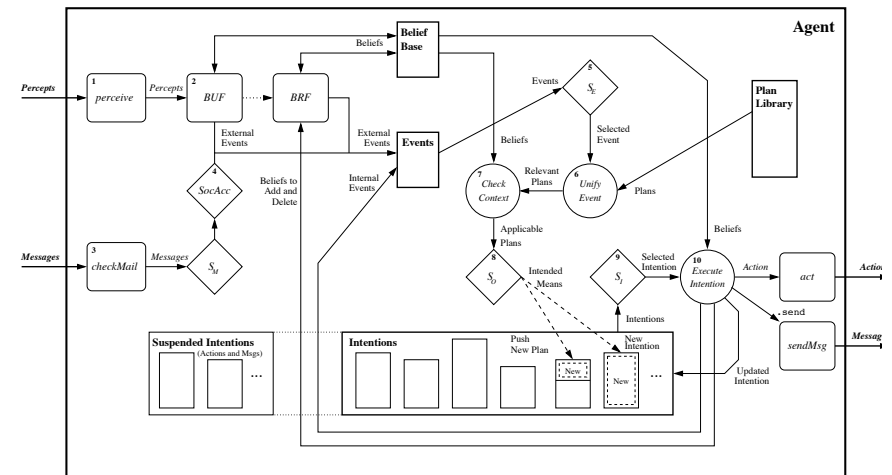 Agent
Belief
Base
Beliefs
5
Events
S_E
Plan
Library
Percepts
1
perceive
Percepts
2
BUF
BRF
External
Events
External
Events
Events
Selected
Event
Beliefs
4
SocAcc
Beliefs to
Add and
Delete
Internal
Events
7
Check
Context
Relevant
Plans
6
Unify
Event
Plans
Messages
3
checkMail
Messages
S_M
Applicable
Plans
8
S_O
Intended
Means
9
S_I
Selected
Intention
Beliefs
10
Execute
Intention
Action
act
Action
.send
sendMsg
Suspended Intentions
(Actions and Msgs)
...
Intentions
Push
New Plan
New
Intention
Intentions
New
New
...
Updated
Intention